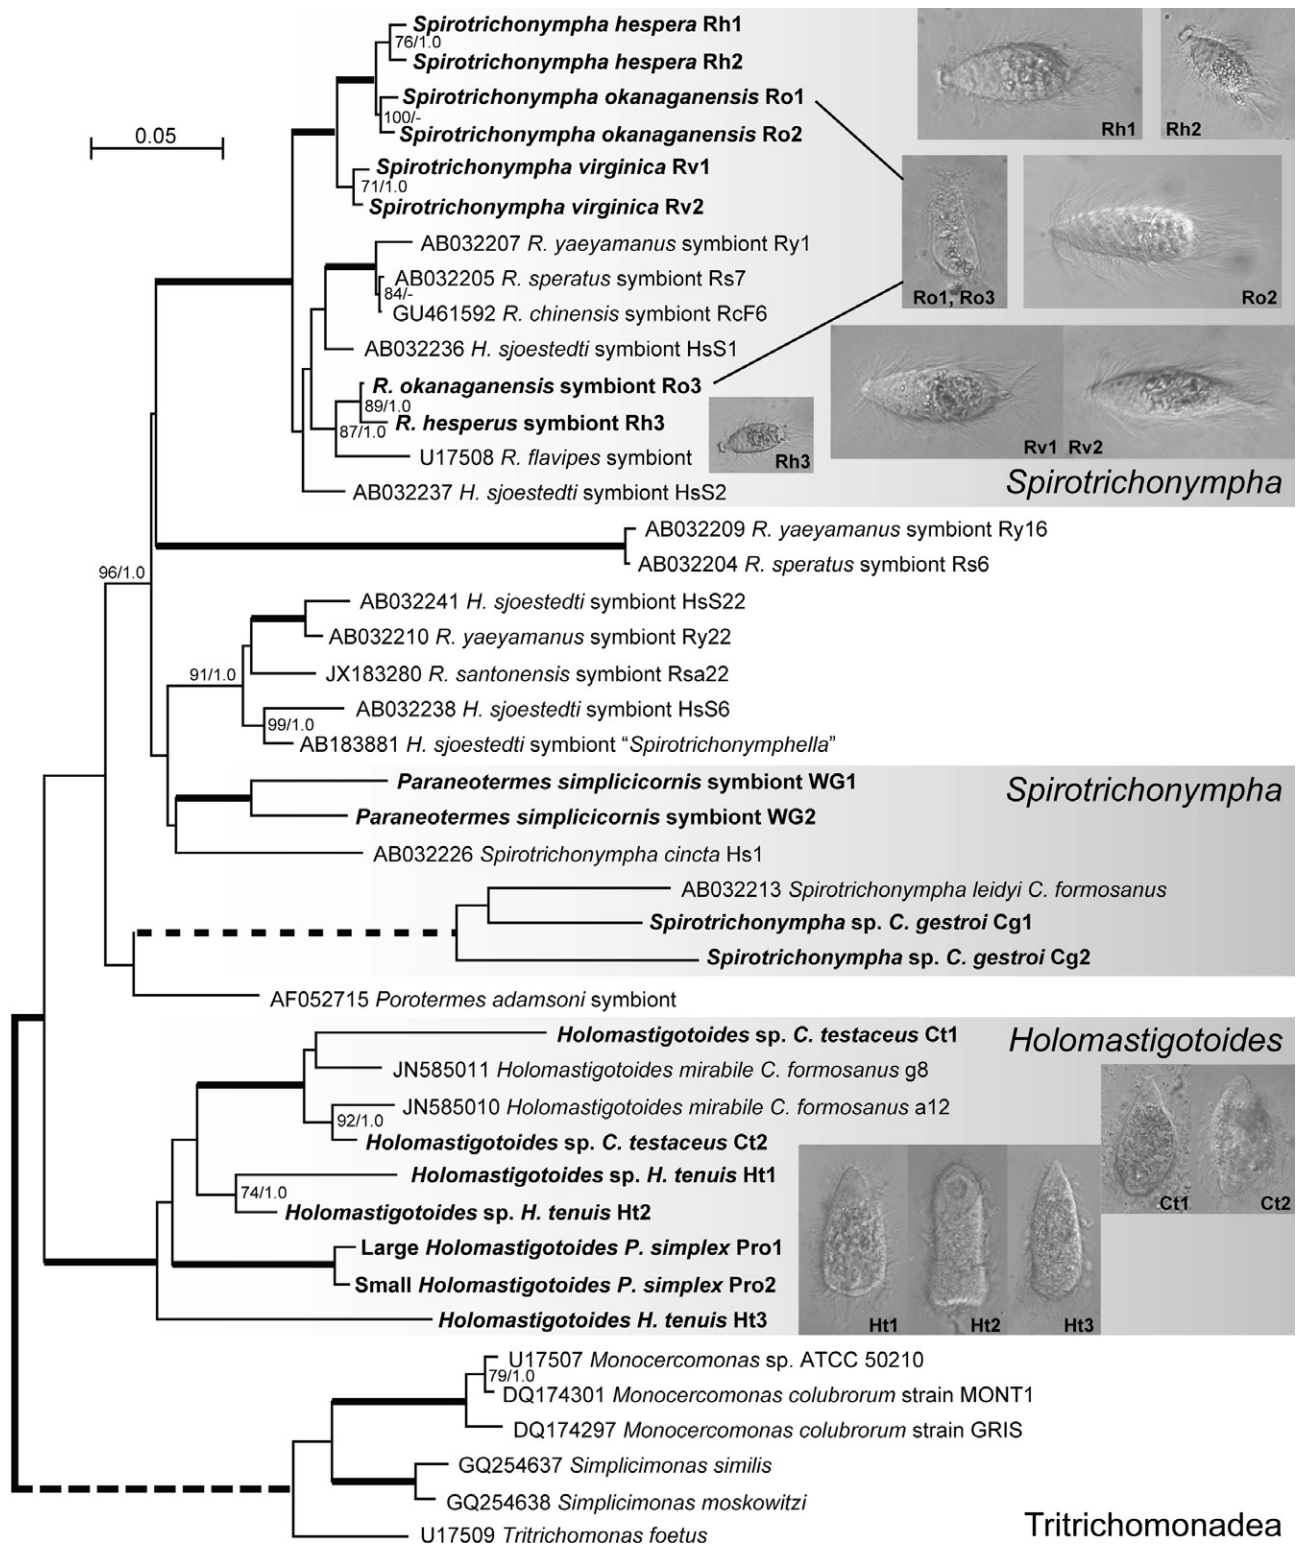 Spirotrichonympha hespera Rh1
76/1.0
Spirotrichonympha hespera Rh2
Spirotrichonympha okanaganensis Ro1
100/-
Spirotrichonympha okanaganensis Ro2
0.05
Rh1
Rh2
Spirotrichonympha virginica Rv1
71/1.0
Spirotrichonympha virginica Rv2
AB032207 R. yaeyamanus symbiont Ry1
AB032205 R. speratus symbiont Rs7
84/-
GU461592 R. chinensis symbiont RcF6
Ro1, Ro3
Ro2
AB032236 H. sjoestedti symbiont HsS1
R. okanaganensis symbiont Ro3
89/1.0
R. hesperus symbiont Rh3
87/1.0
U17508 R. flavipes symbiont
Rh3
Rv1
Rv2
AB032237 H. sjoestedti symbiont HsS2
Spirotrichonympha
AB032209 R. yaeyamanus symbiont Ry16
AB032204 R. speratus symbiont Rs6
96/1.0
AB032241 H. sjoestedti symbiont HsS22
AB032210 R. yaeyamanus symbiont Ry22
91/1.0
JX183280 R. santonensis symbiont Rsa22
AB032238 H. sjoestedti symbiont HsS6
99/1.0
AB183881 H. sjoestedti symbiont “Spirotrichonymphella”
Paraneotermes simplicicornis symbiont WG1
Spirotrichonympha
Paraneotermes simplicicornis symbiont WG2
AB032226 Spirotrichonympha cincta Hs1
AB032213 Spirotrichonympha leidyi C. formosanus
Spirotrichonympha sp. C. gestroi Cg1
Spirotrichonympha sp. C. gestroi Cg2
AF052715 Porotermes adamsoni symbiont
Holomastigotoides sp. C. testaceus Ct1
Holomastigotoides
JN585011 Holomastigotoides mirabile C. formosanus g8
JN585010 Holomastigotoides mirabile C. formosanus a12
92/1.0
Holomastigotoides sp. C. testaceus Ct2
Holomastigotoides sp. H. tenuis Ht1
Ct1
Ct2
74/1.0
Holomastigotoides sp. H. tenuis Ht2
Large Holomastigotoides P. simplex Pro1
Small Holomastigotoides P. simplex Pro2
Holomastigotoides H. tenuis Ht3
Ht1
Ht2
Ht3
U17507 Monocercomonas sp. ATCC 50210
79/1.0
DQ174301 Monocercomonas colubrorum strain MONT1
DQ174297 Monocercomonas colubrorum strain GRIS
GQ254637 Simplicimonas similis
GQ254638 Simplicimonas moskowitzi
U17509 Tritrichomonas foetus
Tritrichomonadea